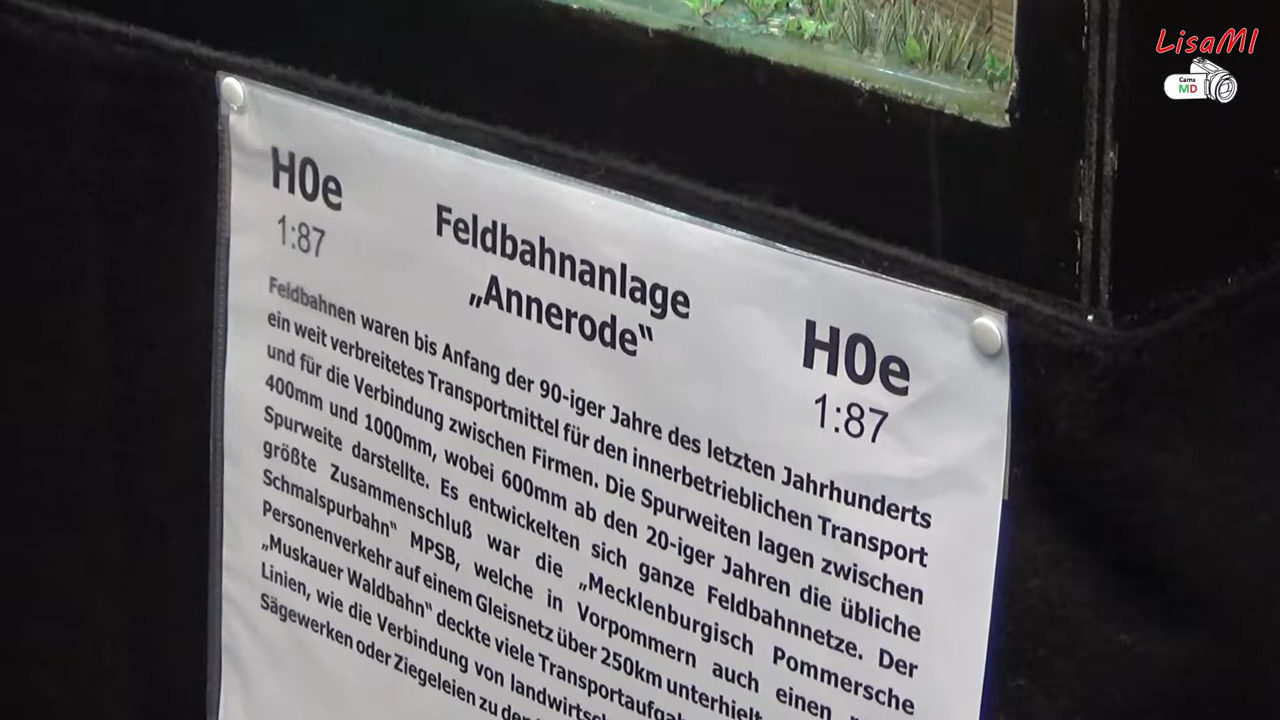 LisaMI
Cams
MD
H0e
1:87
Feldbahnanlage
„Annerode“
H0e
1:87
Feldbahnen waren bis Anfang der 90-iger Jahre des letzten Jahrhunderts
ein weit verbreitetes Transportmittel für den innerbetrieblichen Transport
und für die Verbindung zwischen Firmen. Die Spurweiten lagen zwischen
400mm und 1000mm, wobei 600mm ab den 20-iger Jahren die übliche
Spurweite darstellte. Es entwickelten sich ganze Feldbahnnetze. Der
größte Zusammenschluß war die „Mecklenburgisch Pommersche
Schmalspurbahn“ MPSB, welche in Vorpommern auch einen
Personenverkehr auf einem Gleisnetz über 250km unterhielt
„Muskauer Waldbahn“ deckte viele
Linien, wie die Verbindung von
Sägewerken oder Ziegeleien zu